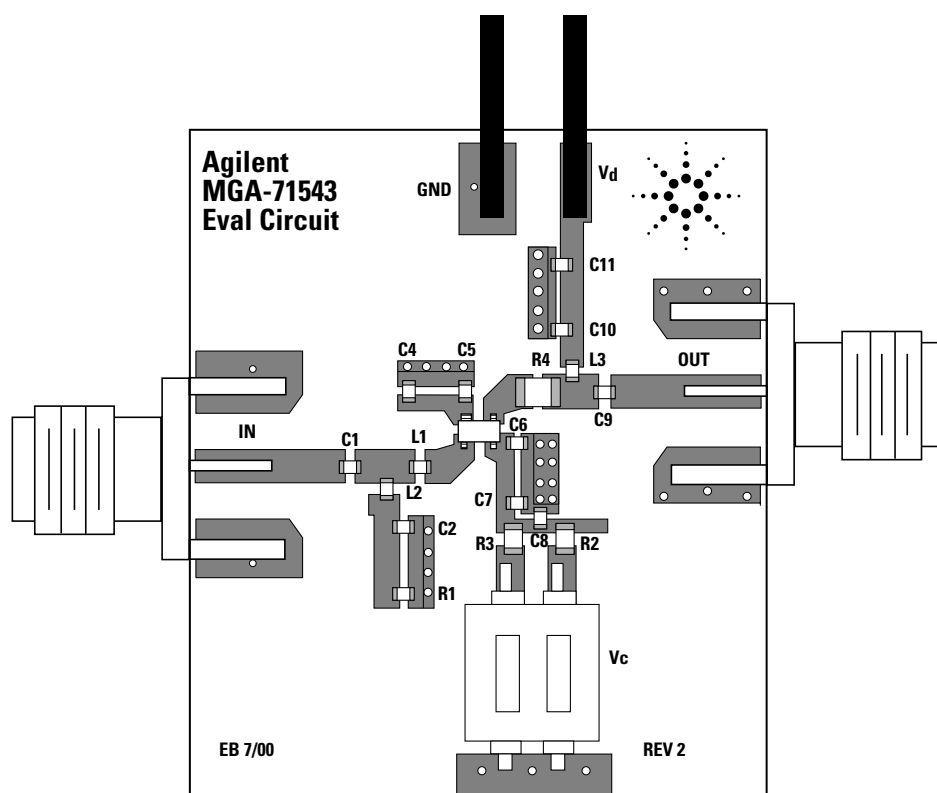 Agilent
MGA-71543
Eval Circuit
GND
Vd
C11
C10
C4
C5
R4
L3
OUT
C9
IN
C1
L1
C6
L2
C7
C2
R3
C8
R2
R1
Vc
EB 7/00
REV 2